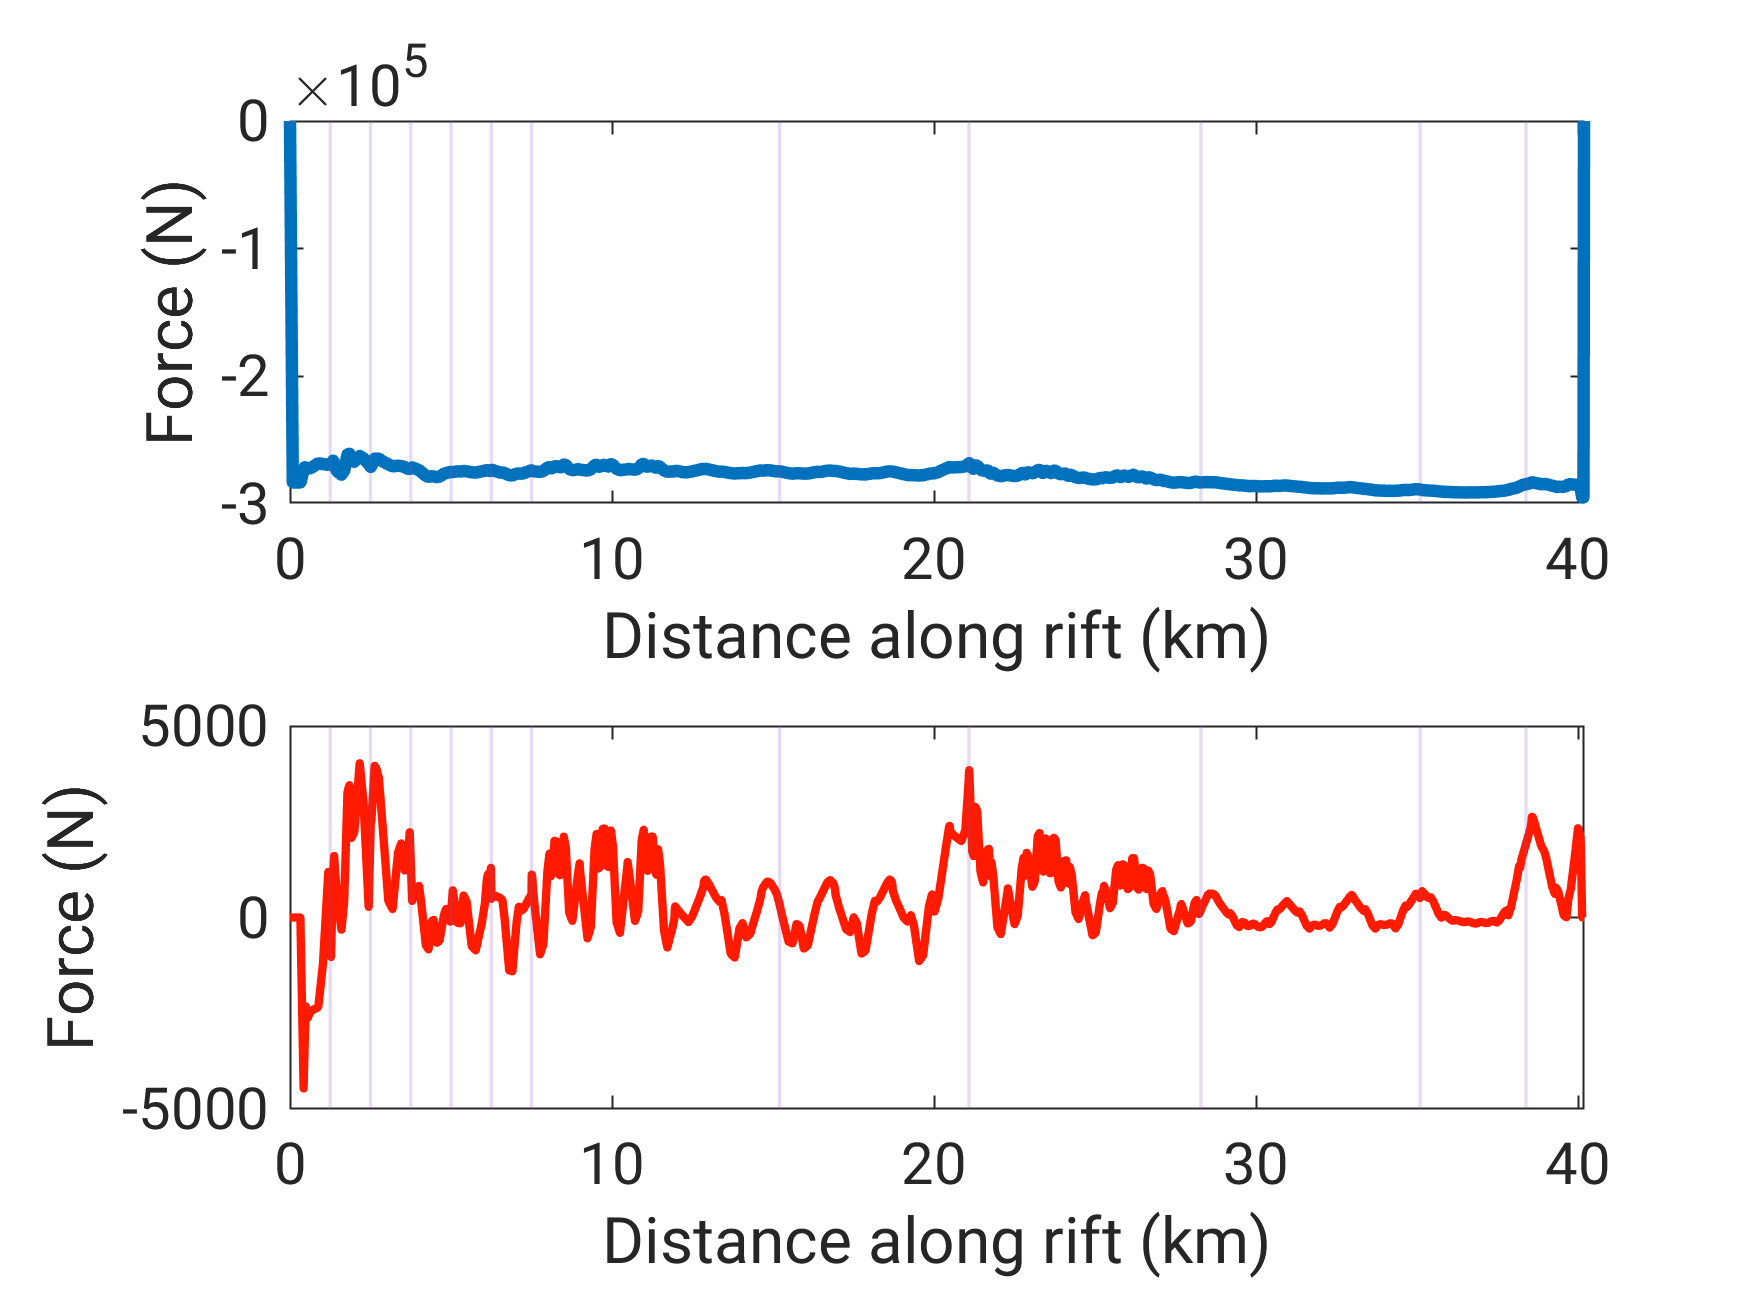 ×10^5
0
-1
-2
-3
Force (N)
0 10 20 30 40
Distance along rift (km)
5000
0
-5000
Force (N)
0 10 20 30 40
Distance along rift (km)